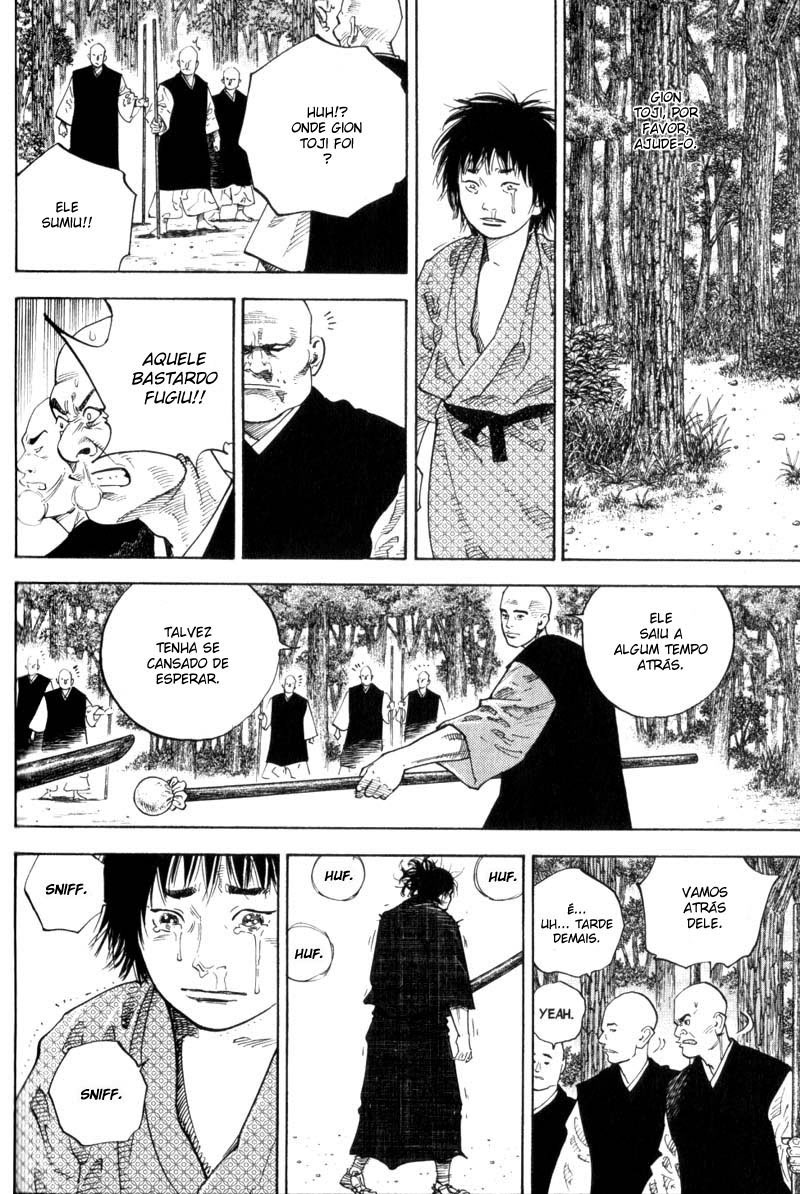 GION
TOJI, POR
FAVOR,
AJUDE-O.
HUH!?
ONDE GION
TOJI FOI
?
ELE
SUMIU!!
AQUELE
BASTARDO
FUGIU!!
ELE
SAIU A
ALGUM TEMPO
ATRÁS.
TALVEZ
TENHA SE
CANSADO DE
ESPERAR.
VAMOS
ATRÁS
DELE.
É...
UH... TARDE
DEMAIS.
YEAH.
HUF.
HUF.
HUF.
SNIFF.
SNIFF.